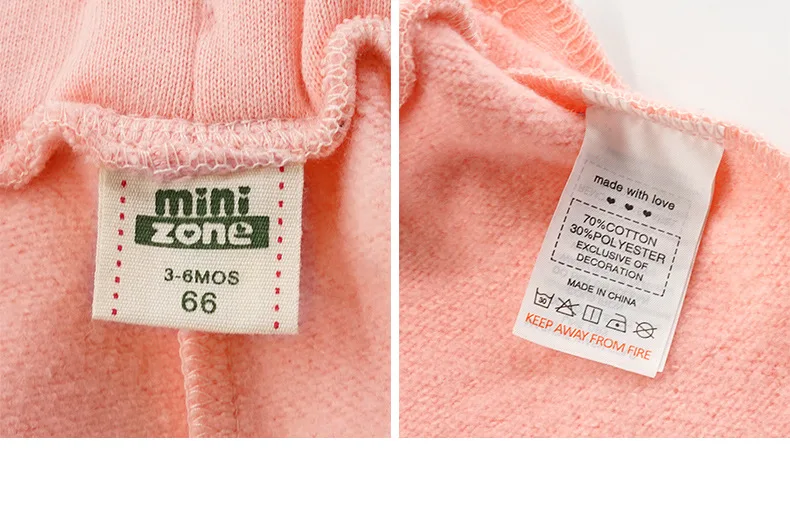 mini
zone
3-6MOS
66
made with love
70%COTTON
30%POLYESTER
EXCLUSIVE OF
DECORATION
MADE IN CHINA
30
KEEP AWAY FROM FIRE